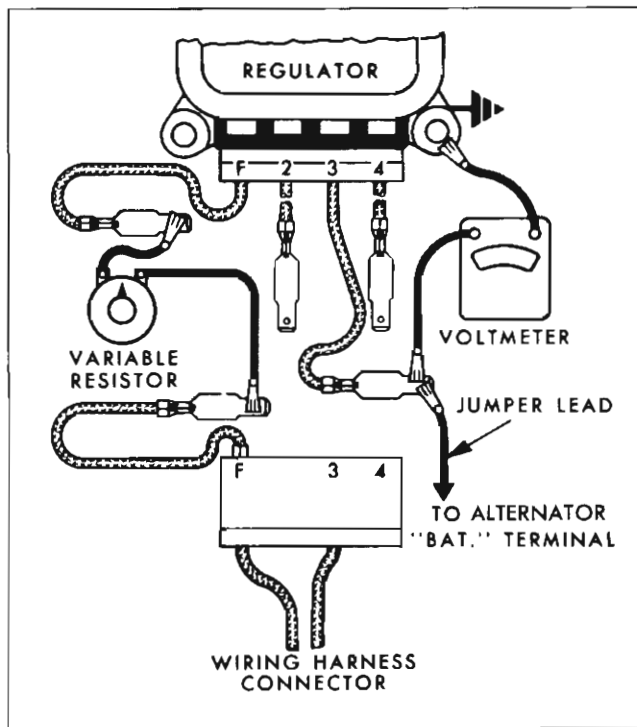 REGULATOR
F 2 3 4
VOLTMETER
VARIABLE
RESISTOR
JUMPER LEAD
F 3 4
TO ALTERNATOR
"BAT." TERMINAL
WIRING HARNESS
CONNECTOR